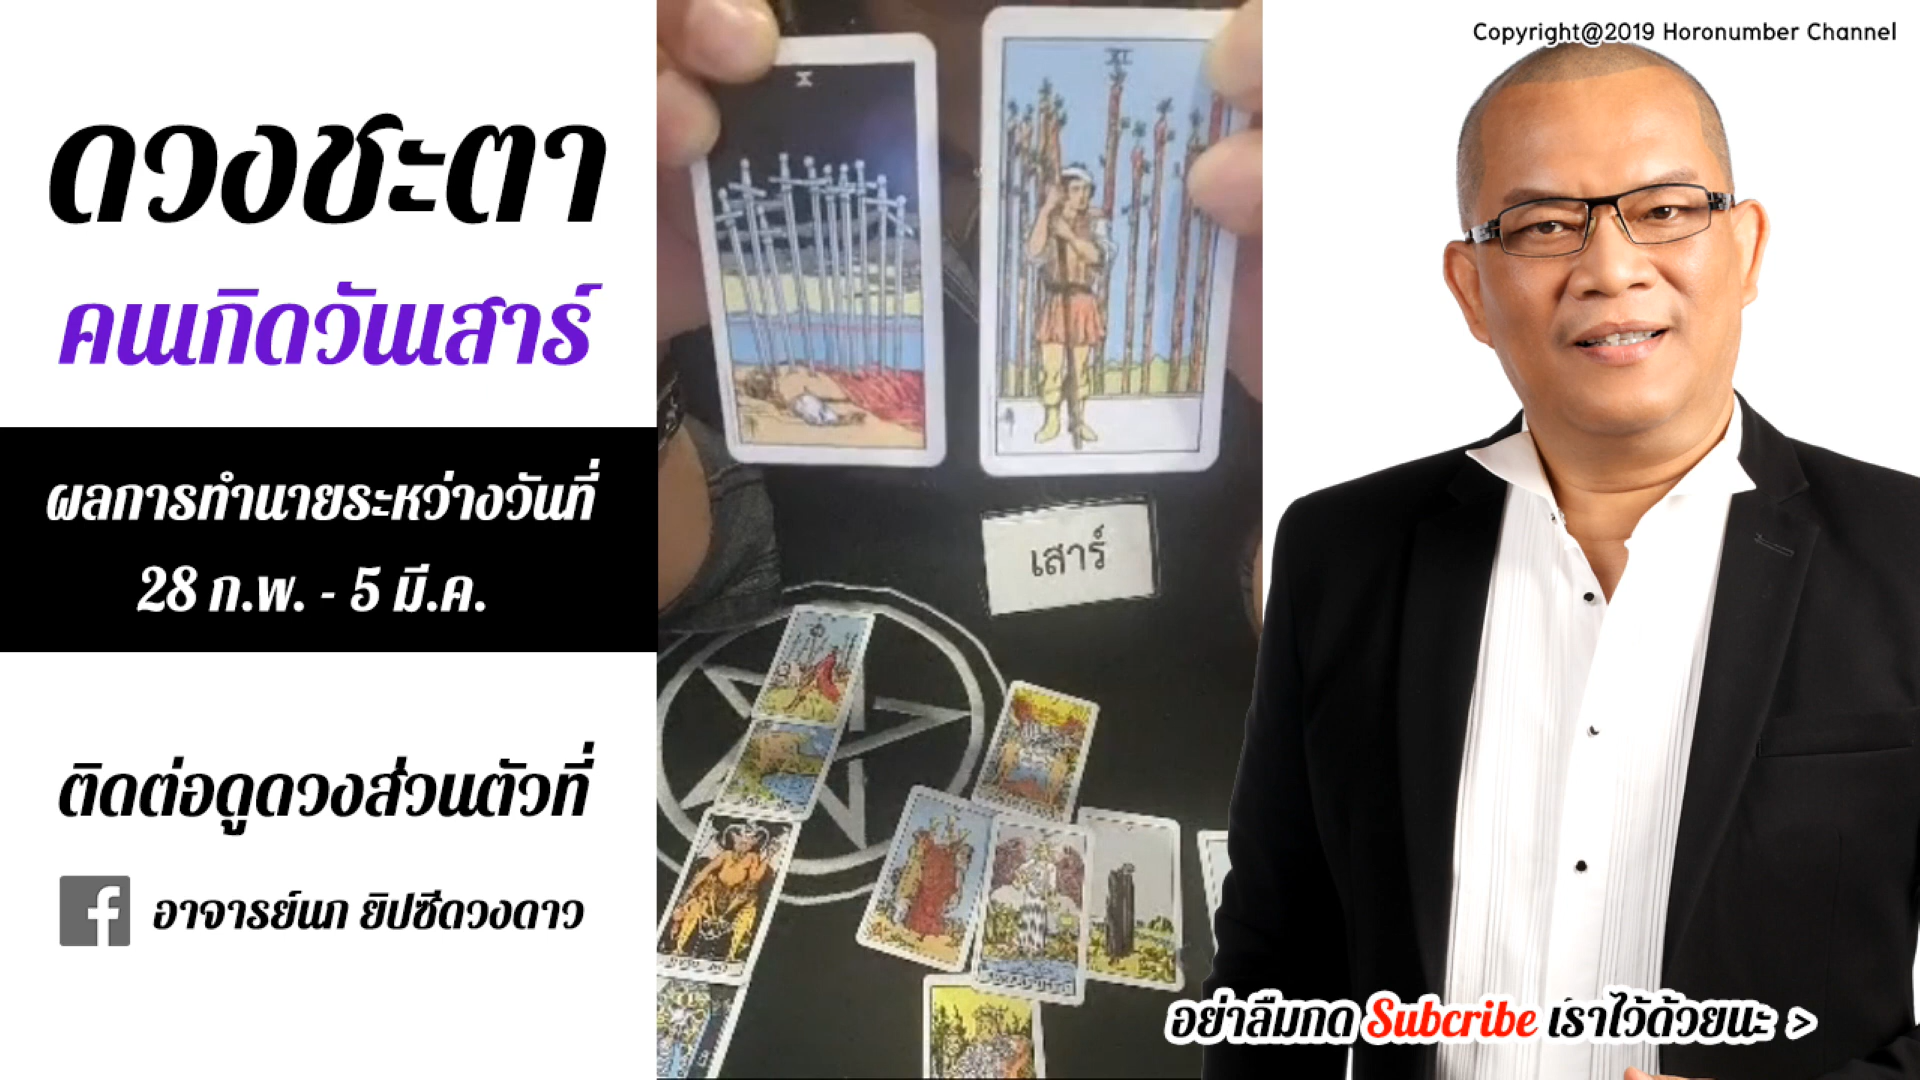 Copyright@2019 Horonumber Channel
ดวงชะตา
คนเกิดวันเสาร์
ผลการทำนายระหว่างวันที่
28 ก.พ. - 5 มี.ค.
ติดต่อดูดวงส่วนตัวที่
f อาจารย์นภ ยิปซีดวงดาว
X
XI
เสาร์
อย่าลืมกด Subcribe เราไว้ด้วยนะ >